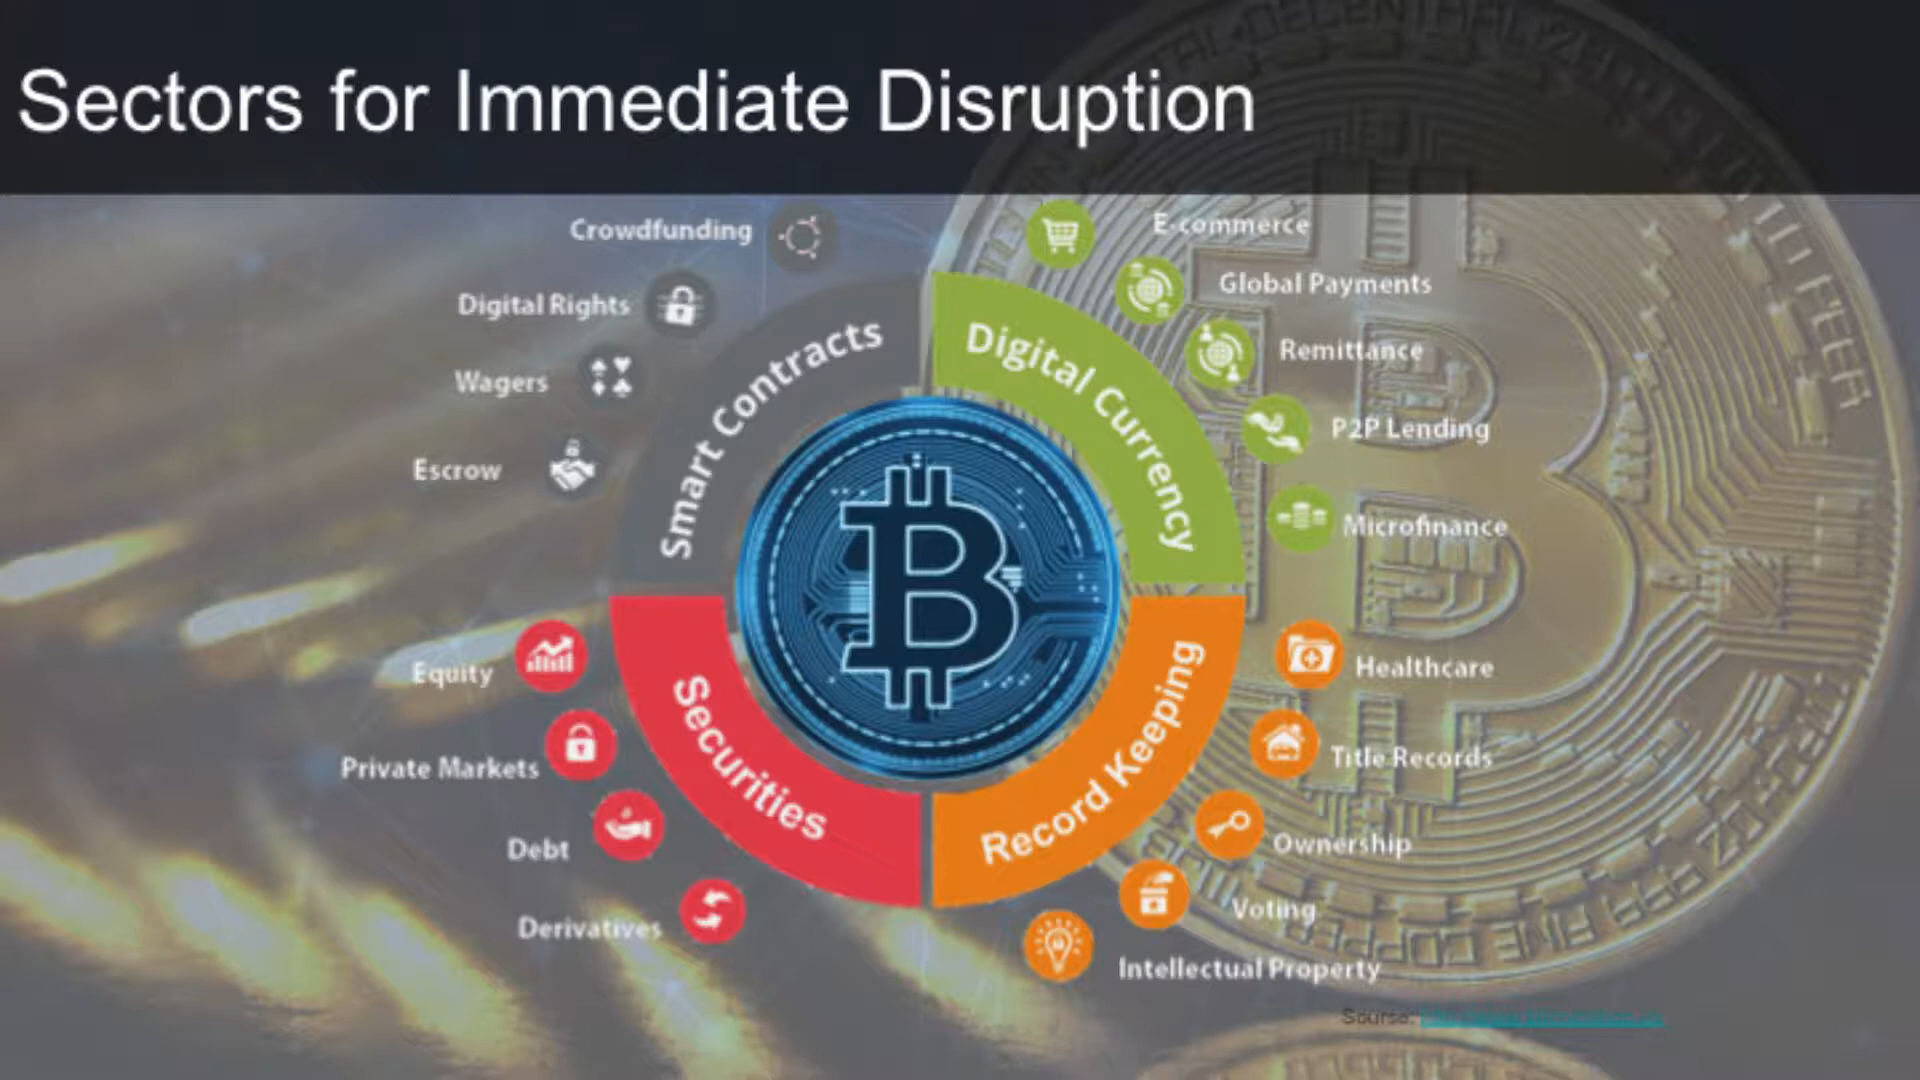 Sectors for Immediate Disruption
Crowdfunding
Digital Rights
Wagers
Escrow
Smart Contracts
E-commerce
Global Payments
Remittance
P2P Lending
Microfinance
Digital Currency
Equity
Private Markets
Debt
Derivatives
Securities
Healthcare
Title Records
Ownership
Voting
Intellectual Property
Record Keeping
Source: